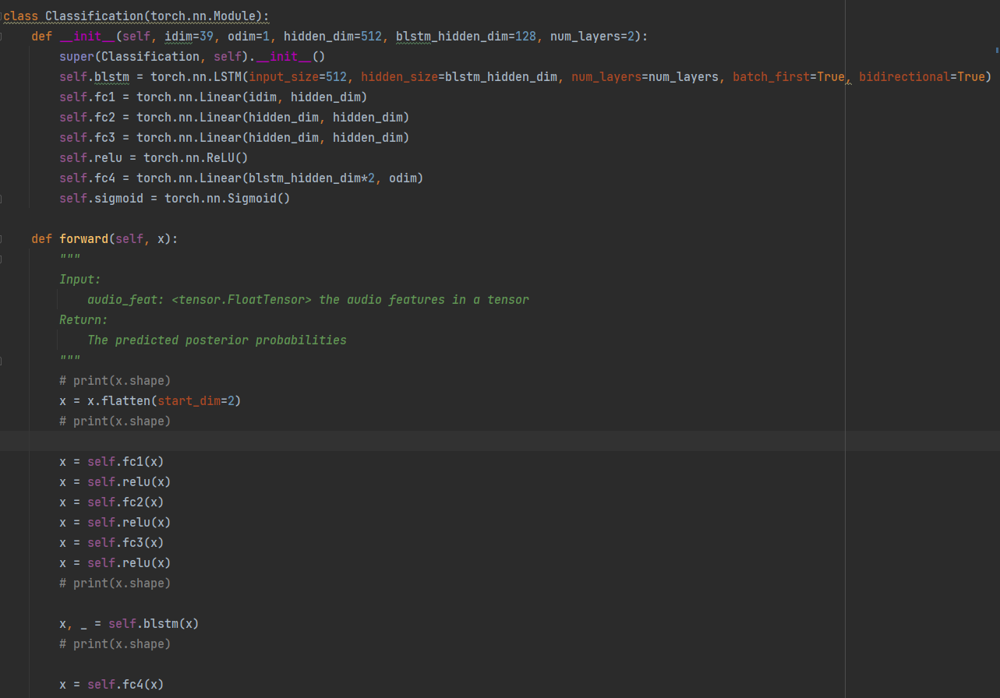 class Classification(torch.nn.Module):
    def __init__(self, idim=39, odim=1, hidden_dim=512, blstm_hidden_dim=128, num_layers=2):
        super(Classification, self).__init__()
        self.blstm = torch.nn.LSTM(input_size=512, hidden_size=blstm_hidden_dim, num_layers=num_layers, batch_first=True, bidirectional=True)
        self.fc1 = torch.nn.Linear(idim, hidden_dim)
        self.fc2 = torch.nn.Linear(hidden_dim, hidden_dim)
        self.fc3 = torch.nn.Linear(hidden_dim, hidden_dim)
        self.relu = torch.nn.ReLU()
        self.fc4 = torch.nn.Linear(blstm_hidden_dim*2, odim)
        self.sigmoid = torch.nn.Sigmoid()

    def forward(self, x):
        """
        Input:
            audio_feat: <tensor.FloatTensor> the audio features in a tensor
        Return:
            The predicted posterior probabilities
        """
        # print(x.shape)
        x = x.flatten(start_dim=2)
        # print(x.shape)

        x = self.fc1(x)
        x = self.relu(x)
        x = self.fc2(x)
        x = self.relu(x)
        x = self.fc3(x)
        x = self.relu(x)
        # print(x.shape)

        x, _ = self.blstm(x)
        # print(x.shape)

        x = self.fc4(x)